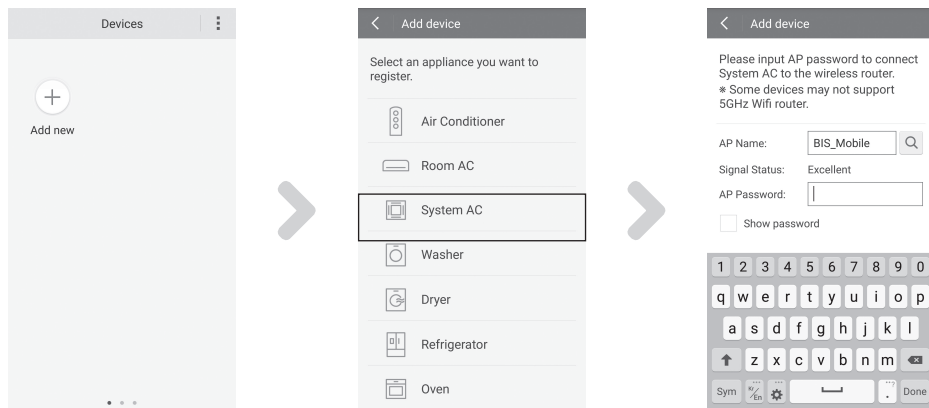 Devices
Add new
Add device
Select an appliance you want to
register.
Air Conditioner
Room AC
System AC
Washer
Dryer
Refrigerator
Oven
Add device
Please input AP password to connect
System AC to the wireless router.
* Some devices may not support
5GHz Wifi router.
AP Name: BIS_Mobile
Signal Status: Excellent
AP Password:
Show password
1 2 3 4 5 6 7 8 9 0
q w e r t y u i o p
a s d f g h j k l
z x c v b n m
Sym Kr/En . Done